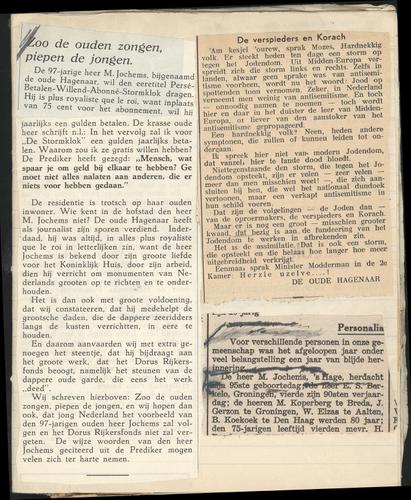 Zoo de ouden zongen,
piepen de jongen.
De 97-jarige heer M. Jochems, bijgenaamd
de oude Hagenaar, wil den eeretitel Persé-
Betalen-Willend-Abonné-Stormklok dragen.
Hij is plus royaliste que le roi, want inplaats
van 75 cent voor het abonnement, wil hij
jaarlijks een gulden betalen. De krasse oude
heer schrijft n.l.: In het vervolg zal ik voor
„De Stormklok” een gulden jaarlijks beta-
len. Waarom zou ik ze gratis willen hebben?
De Prediker heeft gezegd: „Mensch, wat
spaar je om geld bij elkaar te hebben? Ge
moet niet alles nalaten aan anderen, die er
niets voor hebben gedaan.”
De residentie is trotsch op haar ouden
inwoner. Wie kent in de hofstad den heer
M. Jochems niet? De oude Hagenaar heeft
als journalist zijn sporen verdiend. Inder-
daad, hij was altijd, in alles plus royaliste
que le roi in letterlijken zin, want de heer
Jochems is bekend door zijn groote liefde
voor het Koninklijk Huis, door zijn arbeid,
dien hij verricht om monumenten van Ne-
derlands grooten op te richten en te onder-
houden.
Het is dan ook met groote voldoening,
dat wij constateeren, dat hij medehelpt de
grootsche daden, die de dappere zeeridders
langs de kusten verrichtten, in eere te
houden.
En daarom aanvaarden wij met extra ge-
noegen het steentje, dat hij bijdraagt aan
het groote werk, dat het Dorus Rijkers-
fonds beoogt, namelijk het steunen van de
dappere oude garde, die eens het werk
„deed”.
Wij schrijven hierboven: Zoo de ouden
zongen, piepen de jongen, en wij hopen dan
ook, dat jong Nederland het voorbeeld van
den 97-jarigen ouden heer Jochems zal vol-
gen en het Dorus Rijkersfonds niet zal ver-
geten. De wijze woorden van den heer
Jochems geciteerd uit de Prediker mogen
velen zich ter harte nemen.
De verspieders en Korach
'Am kesjei 'ourew, sprak Mozes, Hardnekkig
volk. Er steekt heden ten dage een storm op
tegen het Jodendom. Uit Midden-Europa ver-
spreidt zich die storm links en rechts. Zelfs in
landen, waar geen sprake was van antisemi-
tisme voorheen, wordt nu het woord: Jood op
lossen toon vernomen. Zeker, in Nederland
verneemt men weinig van antisemitisme. En toch
— onnoodig namen te noemen — toch wordt
er hier en daar in het duister de leer van Midden-
Europa, of liever van den aanstoker van het
antisemitisme gepropageerd.
Een hardnekkig volk? Neen, heden andere
symptomen, die zullen of kunnen leiden tot on-
dergang.
Ik spreek hier niet van modern Jodendom,
dat vanzel, hier te lande dood bloedt.
Niettegenstaande den storm, die tegen het Jo-
dendom opsteekt, zijn er velen — zeer velen —
meer dan men misschien weet! — die zich aan-
sluiten bij hen, die wel het nationaal dundoek
vertoonen, maar een verkapt antisemitisme in
hun schild voeren.
Dat zijn de volgelingen — de Joden dan —
van de oproermakers, de verspieders en Korach.
Maar er is nog een groot — misschien grooter
kwaad, dat bezig is aan de fundeering van het
Jodendom te werken in afbrekenden zin.
Het is de assimilatie! Dat is ook een storm,
die opsteekt en die helaas hoe langer hoe meer
uitgebreidheid verkrijgt.
Eenmaal sprak Minister Modderman in de 2e
Kamer: Herzie uzelve...!
DE OUDE HAGENAAR
Personalia
Voor verschillende personen in onze ge-
meenschap was het afgeloopen jaar onder
veel belangstelling een jaar van blijde her-
innering.
De heer M. Jochems, 's Hage, herdacht
zijn 95ste geboortedag, de heer E. S. Ber-
kelo, Groningen, vierde zijn 90sten verjaar-
dag; de heeren M. Koperberg te Breda, J.
Gerzon te Groningen, W. Elzas te Aalten,
B. Koekoek te Den Haag werden 80 jaar;
den 75-jarigen leeftijd vierden mevr. H.